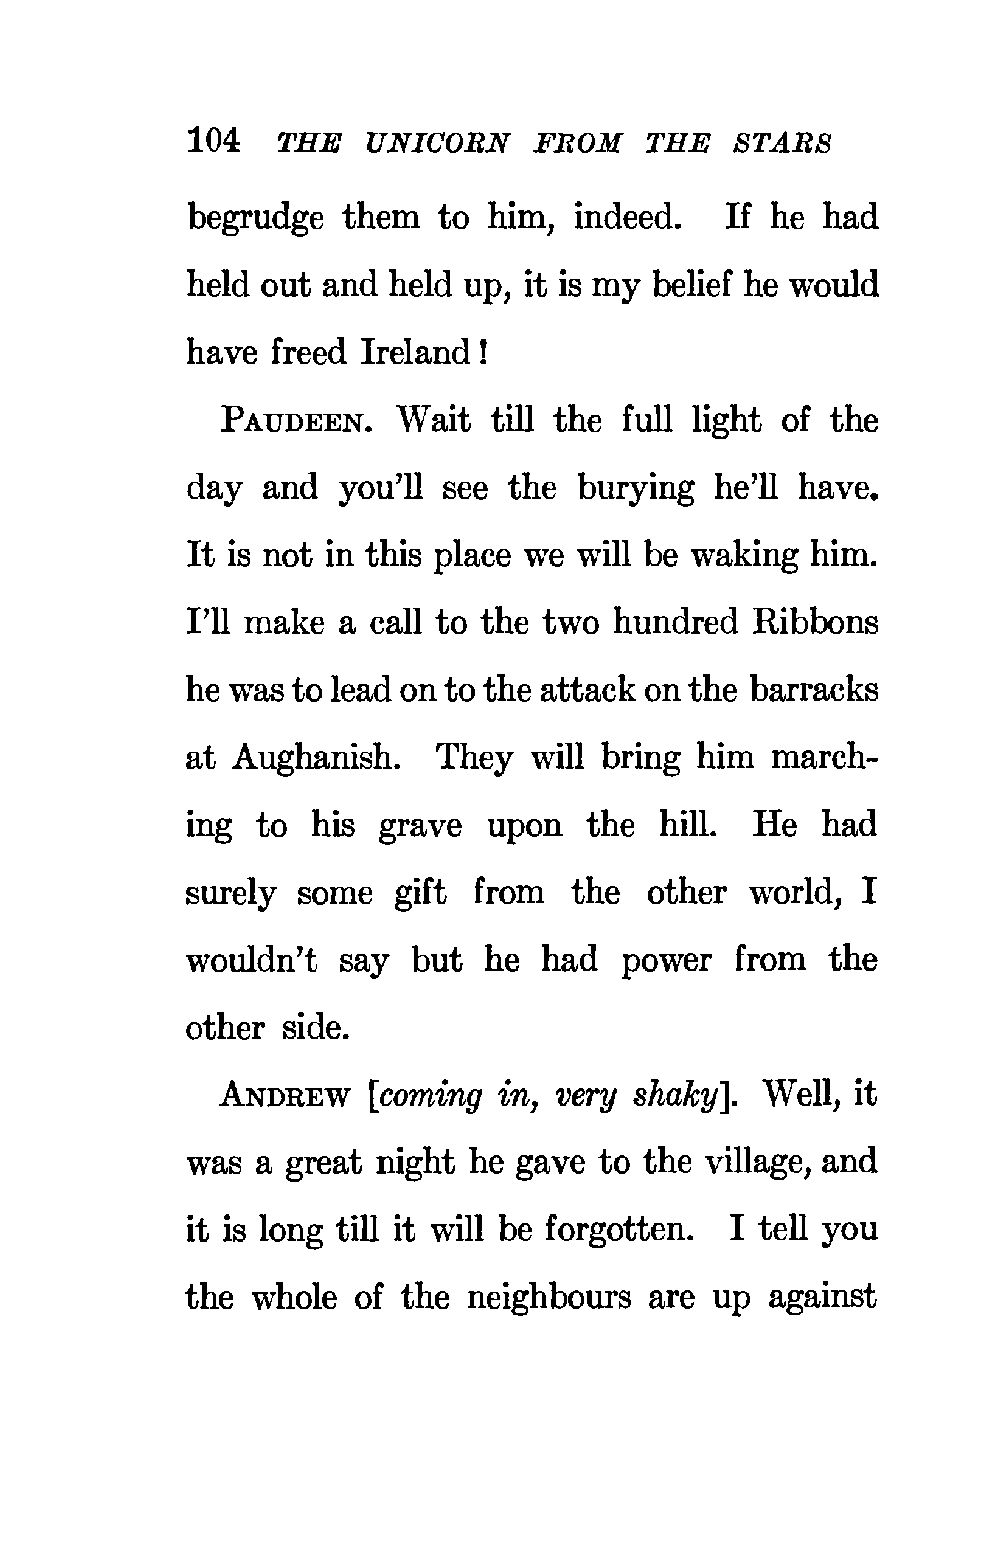 104 THE UNICORN FROM THE STARS
begrudge them to him, indeed. If he had
held out and held up, it is my belief he would
have freed Ireland!
PAUDEEN. Wait till the full light of the
day and you'll see the burying he'll have.
It is not in this place we will be waking him.
I'll make a call to the two hundred Ribbons
he was to lead on to the attack on the barracks
at Aughanish. They will bring him march-
ing to his grave upon the hill. He had
surely some gift from the other world, I
wouldn't say but he had power from the
other side.
ANDREW [coming in, very shaky]. Well, it
was a great night he gave to the village, and
it is long till it will be forgotten. I tell you
the whole of the neighbours are up against